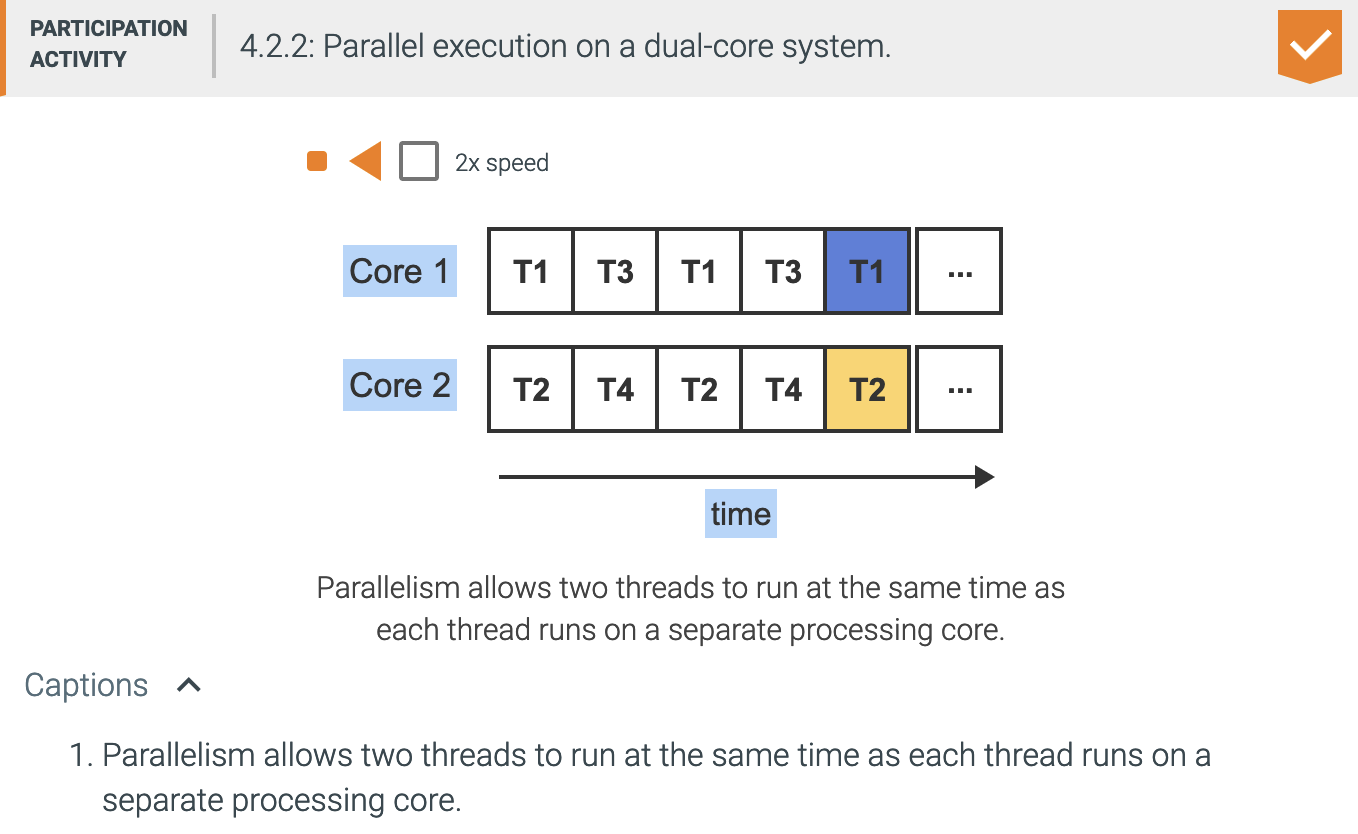 PARTICIPATION
ACTIVITY
4.2.2: Parallel execution on a dual-core system.
2x speed
Core 1 T1 T3 T1 T3 T1 ...
Core 2 T2 T4 T2 T4 T2 ...
time
Parallelism allows two threads to run at the same time as
each thread runs on a separate processing core.
Captions
1. Parallelism allows two threads to run at the same time as each thread runs on a
separate processing core.